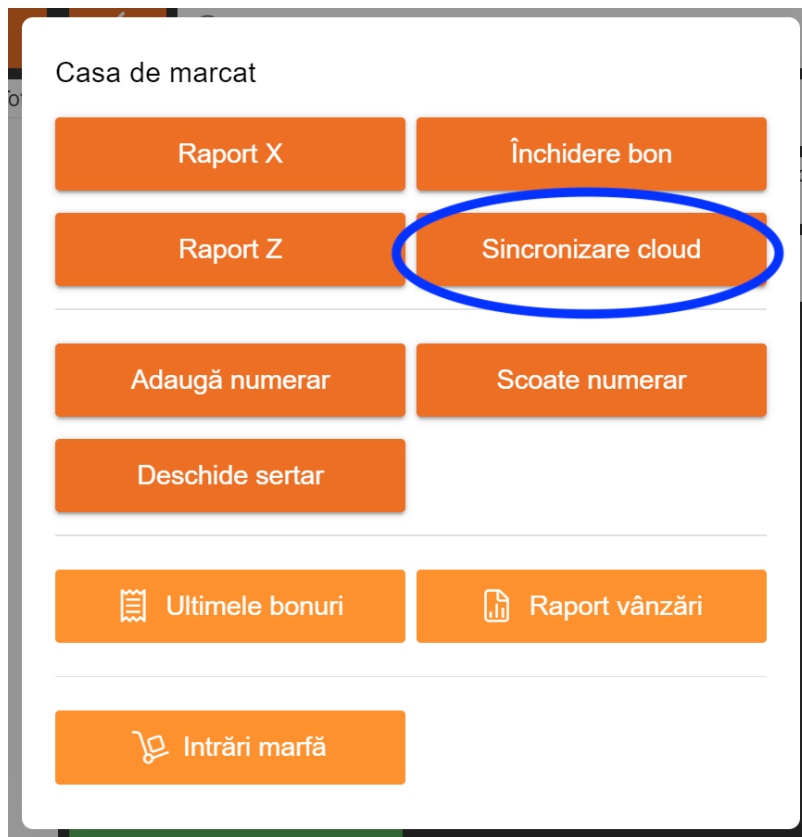 Casa de marcat
Raport X
Închidere bon
Raport Z
Sincronizare cloud
Adaugă numerar
Scoate numerar
Deschide sertar
Ultimele bonuri
Raport vânzări
Intrări marfă